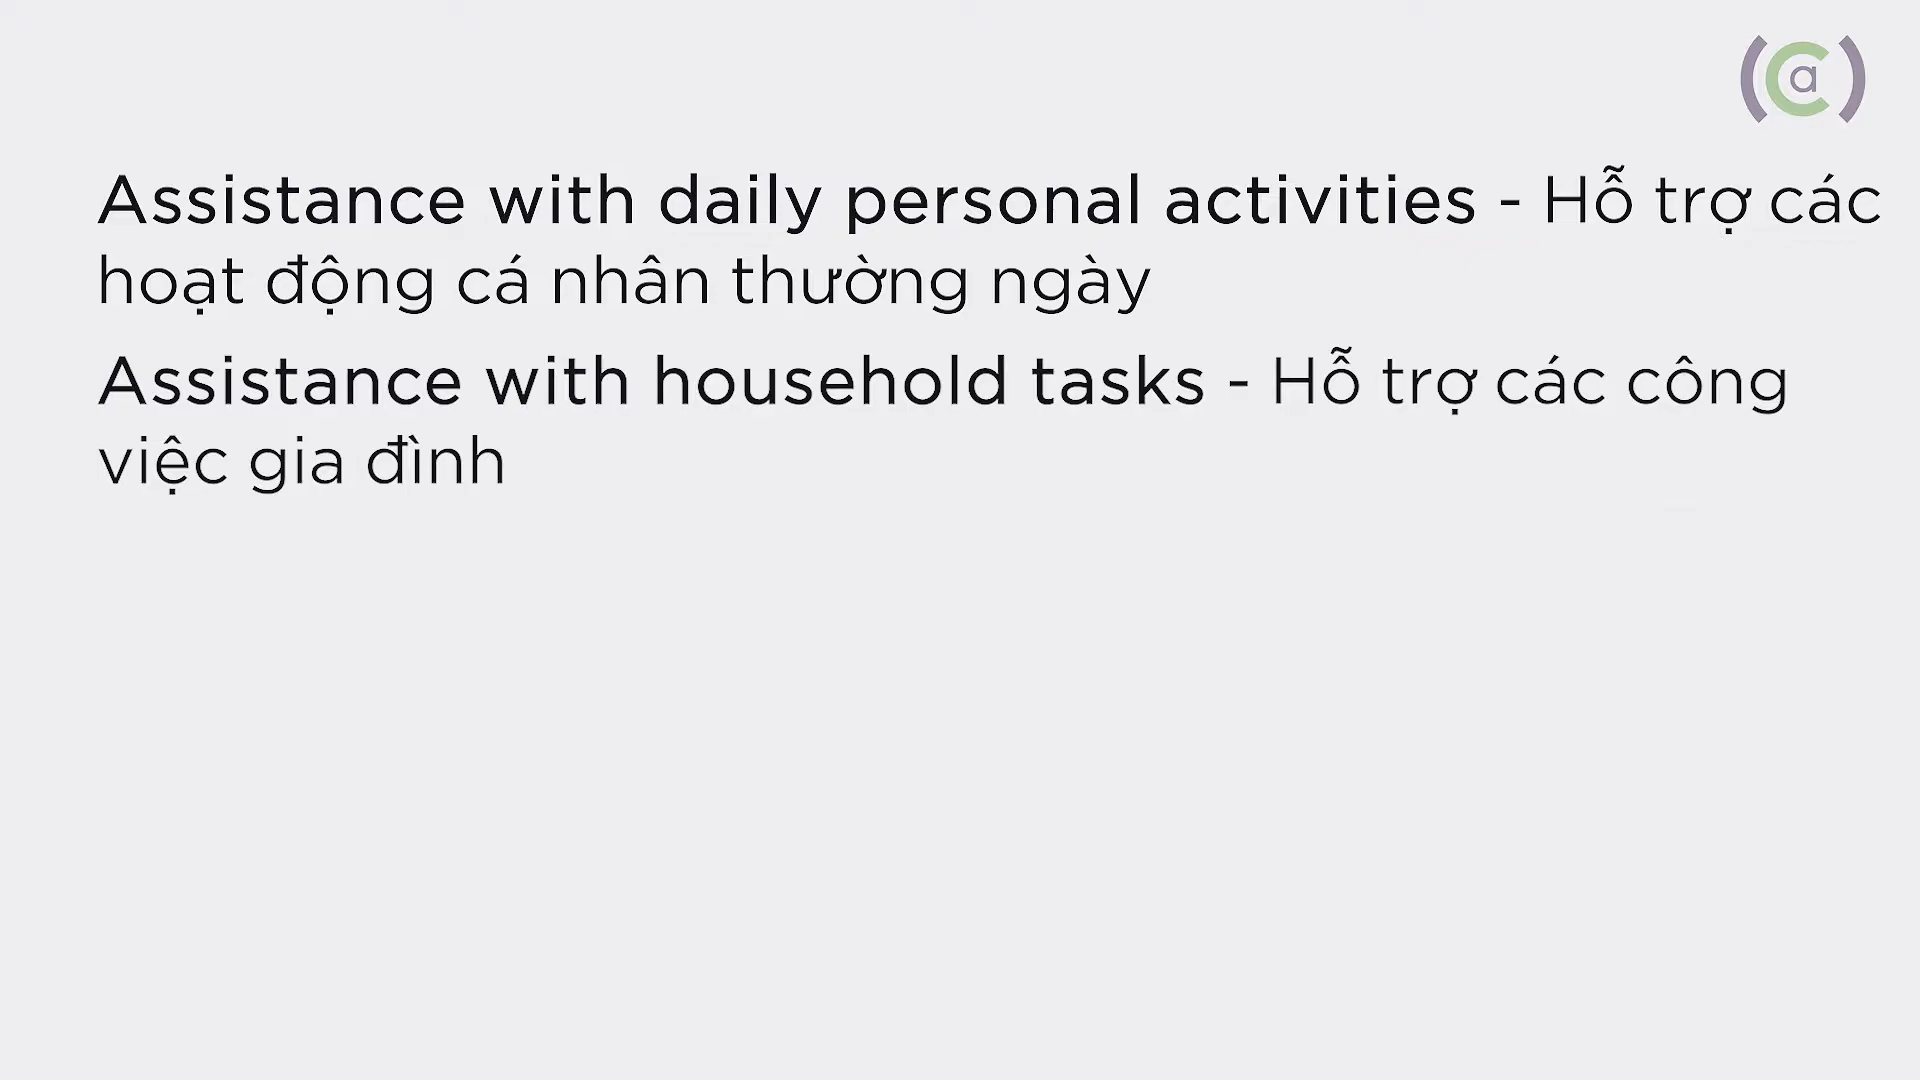 Assistance with daily personal activities - Hỗ trợ các
hoạt động cá nhân thường ngày
Assistance with household tasks - Hỗ trợ các công
việc gia đình